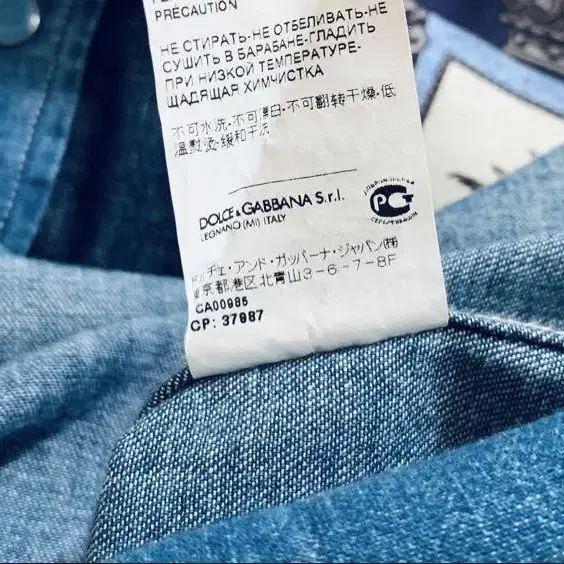 PRECAUTION
НЕ СТИРАТЬ-НЕ ОТБЕЛИВАТЬ-НЕ
СУШИТЬ В БАРАБАНЕ-ГЛАДИТЬ
ПРИ НИЗКОЙ ТЕМПЕРАТУРЕ-
ЩАДЯЩАЯ ХИМЧИСТКА
不可水洗·不可漂白·不可翻转干燥·低
温熨烫·缓和干洗
DOLCE & GABBANA S.r.l.
LEGNANO (MI) ITALY
РСТ
ドルチェ・アンド・ガッバーナ・ジャパン(株)
東京都港区北青山3-6-7-8F
CA00985
CP: 37987